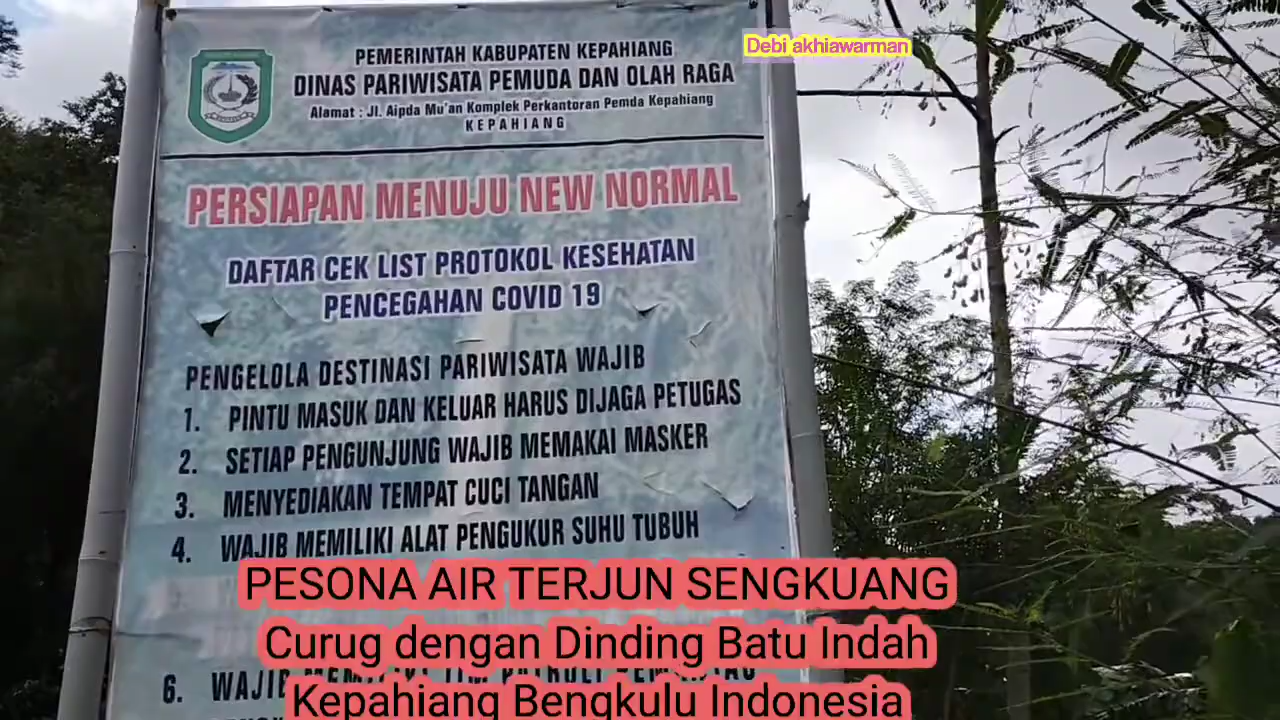 Debi akhiawarman
PEMERINTAH KABUPATEN KEPAHIANG
DINAS PARIWISATA PEMUDA DAN OLAH RAGA
Alamat : Jl. Aipda Mu'an Komplek Perkantoran Pemda Kepahiang
KEPAHIANG
PERSIAPAN MENUJU NEW NORMAL
DAFTAR CEK LIST PROTOKOL KESEHATAN
PENCEGAHAN COVID 19
PENGELOLA DESTINASI PARIWISATA WAJIB
1. PINTU MASUK DAN KELUAR HARUS DIJAGA PETUGAS
2. SETIAP PENGUNJUNG WAJIB MEMAKAI MASKER
3. MENYEDIAKAN TEMPAT CUCI TANGAN
4. WAJIB MEMILIKI ALAT PENGUKUR SUHU TUBUH
PESONA AIR TERJUN SENGKUANG
Curug dengan Dinding Batu Indah
6. WAJIB
Kepahiang Bengkulu Indonesia